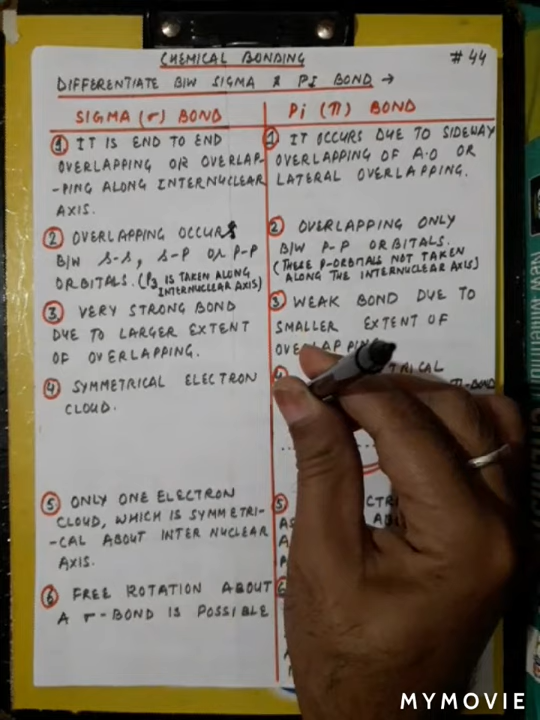 CHEMICAL BONDING
# 44
DIFFERENTIATE B/W SIGMA & PI BOND →
SIGMA (σ) BOND
① IT IS END TO END
OVERLAPPING OR OVERLAP-
-PING ALONG INTERNUCLEAR
AXIS.
② OVERLAPPING OCCURS
B/W S-S, S-P OR P-P
ORBITALS. (P₃ IS TAKEN ALONG
INTERNUCLEAR AXIS)
③ VERY STRONG BOND
DUE TO LARGER EXTENT
OF OVERLAPPING.
④ SYMMETRICAL ELECTRON
CLOUD.
⑤ ONLY ONE ELECTRON
CLOUD, WHICH IS SYMMETRI-
-CAL ABOUT INTER NUCLEAR
AXIS.
⑥ FREE ROTATION ABOUT
A σ-BOND IS POSSIBLE
Pi (π) BOND
① IT OCCURS DUE TO SIDEWAY
OVERLAPPING OF A.O OR
LATERAL OVERLAPPING.
② OVERLAPPING ONLY
B/W P-P ORBITALS.
(THESE P-ORBITALS NOT TAKEN
ALONG THE INTERNUCLEAR AXIS)
③ WEAK BOND DUE TO
SMALLER EXTENT OF
OVERLAPPING
TRICAL
π-BOND
⑤
MYMOVIE